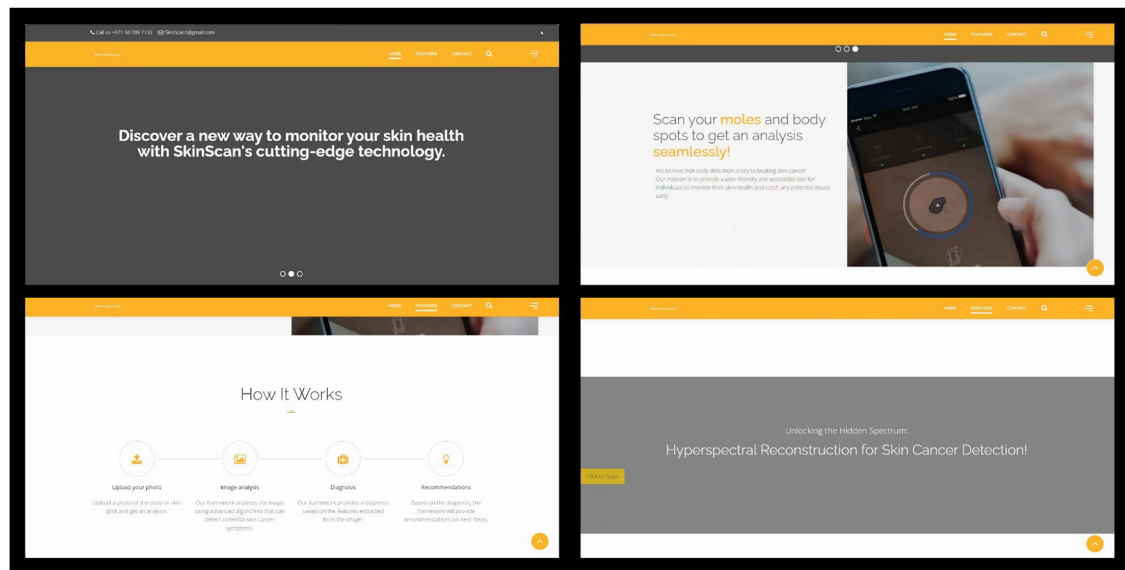 Call us +971 50 705 7133 SkinScan1@gmail.com
HOME FEATURES CONTACT
Discover a new way to monitor your skin health
with SkinScan's cutting-edge technology.
HOME FEATURES CONTACT
Scan your moles and body
spots to get an analysis
seamlessly!
We believe that early detection is key to beating skin cancer
Our mission is to provide a user-friendly and accessible tool for
individuals to monitor their skin health and catch any potential issues
early
HOME FEATURES CONTACT
How It Works
Upload your photo
Upload a photo of the mole or skin
spot and get an analysis
Image analysis
Our framework analyzes the image
using advanced algorithms that can
detect potential skin cancer
symptoms.
Diagnosis
Our framework provides a diagnosis
based on the features extracted
from the image.
Recommendations
Based on the diagnosis, the
framework will provide
recommendations on next steps.
HOME FEATURES CONTACT
Unlocking the Hidden Spectrum:
Hyperspectral Reconstruction for Skin Cancer Detection!
Click to Scan